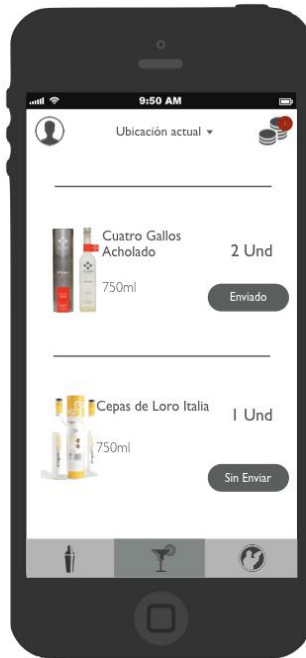 9:50 AM
Ubicación actual
Cuatro Gallos
Acholado
2 Und
750ml
Enviado
Cepas de Loro Italia
1 Und
750ml
Sin Enviar